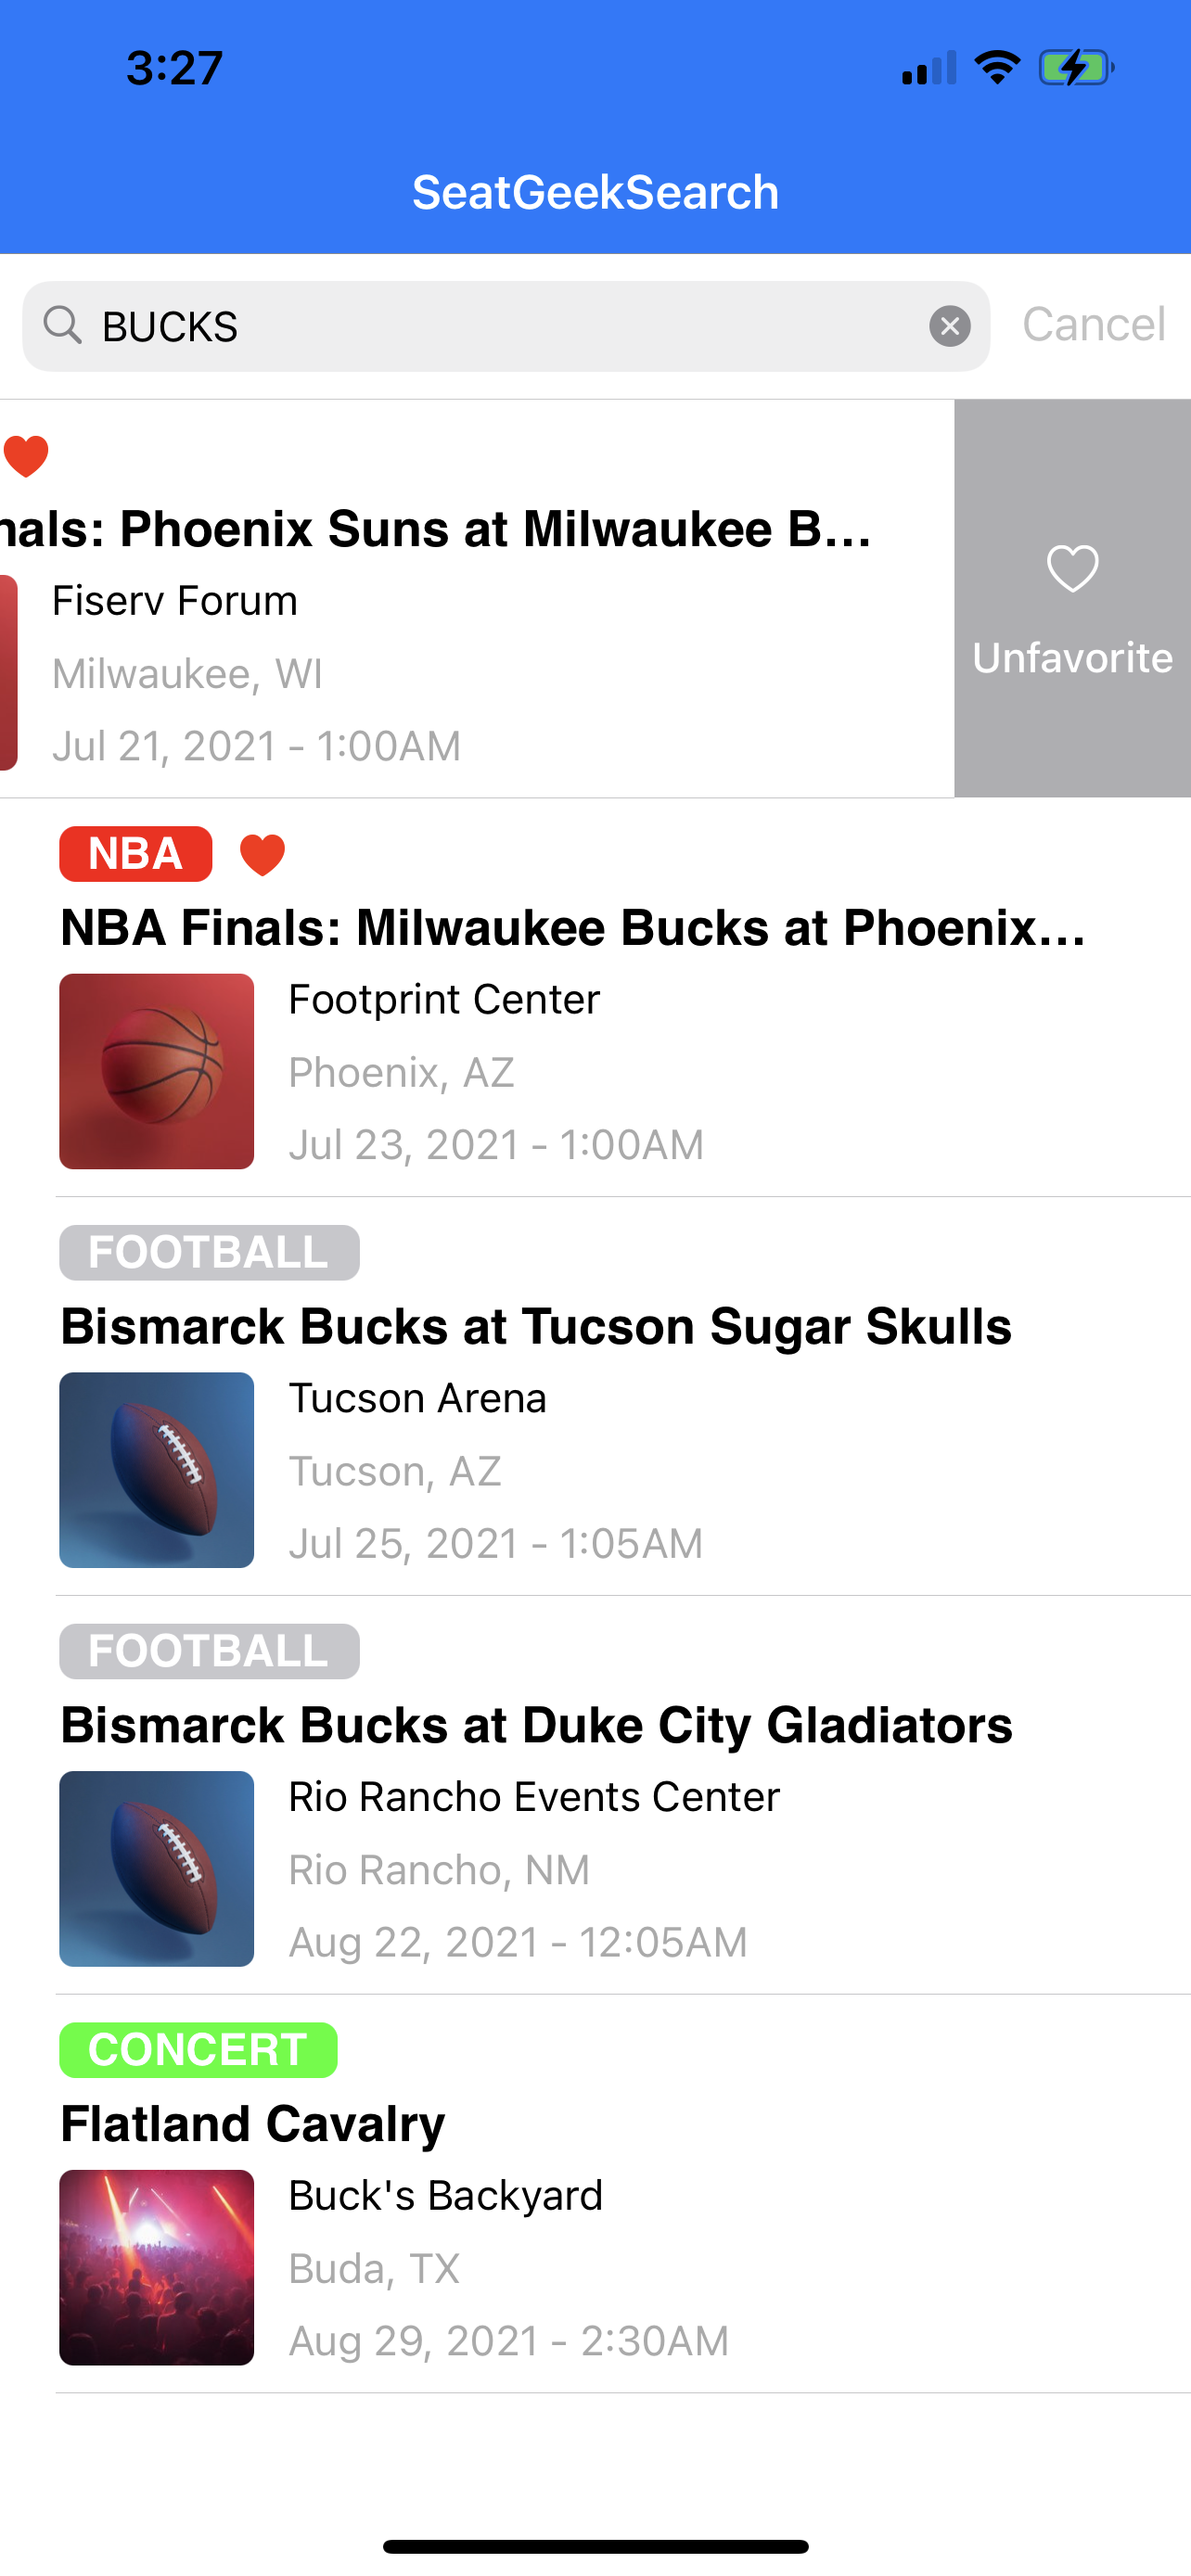 3:27
SeatGeekSearch
BUCKS
Cancel
nals: Phoenix Suns at Milwaukee B...
Fiserv Forum
Milwaukee, WI
Jul 21, 2021 - 1:00AM
Unfavorite
NBA
NBA Finals: Milwaukee Bucks at Phoenix...
Footprint Center
Phoenix, AZ
Jul 23, 2021 - 1:00AM
FOOTBALL
Bismarck Bucks at Tucson Sugar Skulls
Tucson Arena
Tucson, AZ
Jul 25, 2021 - 1:05AM
FOOTBALL
Bismarck Bucks at Duke City Gladiators
Rio Rancho Events Center
Rio Rancho, NM
Aug 22, 2021 - 12:05AM
CONCERT
Flatland Cavalry
Buck's Backyard
Buda, TX
Aug 29, 2021 - 2:30AM